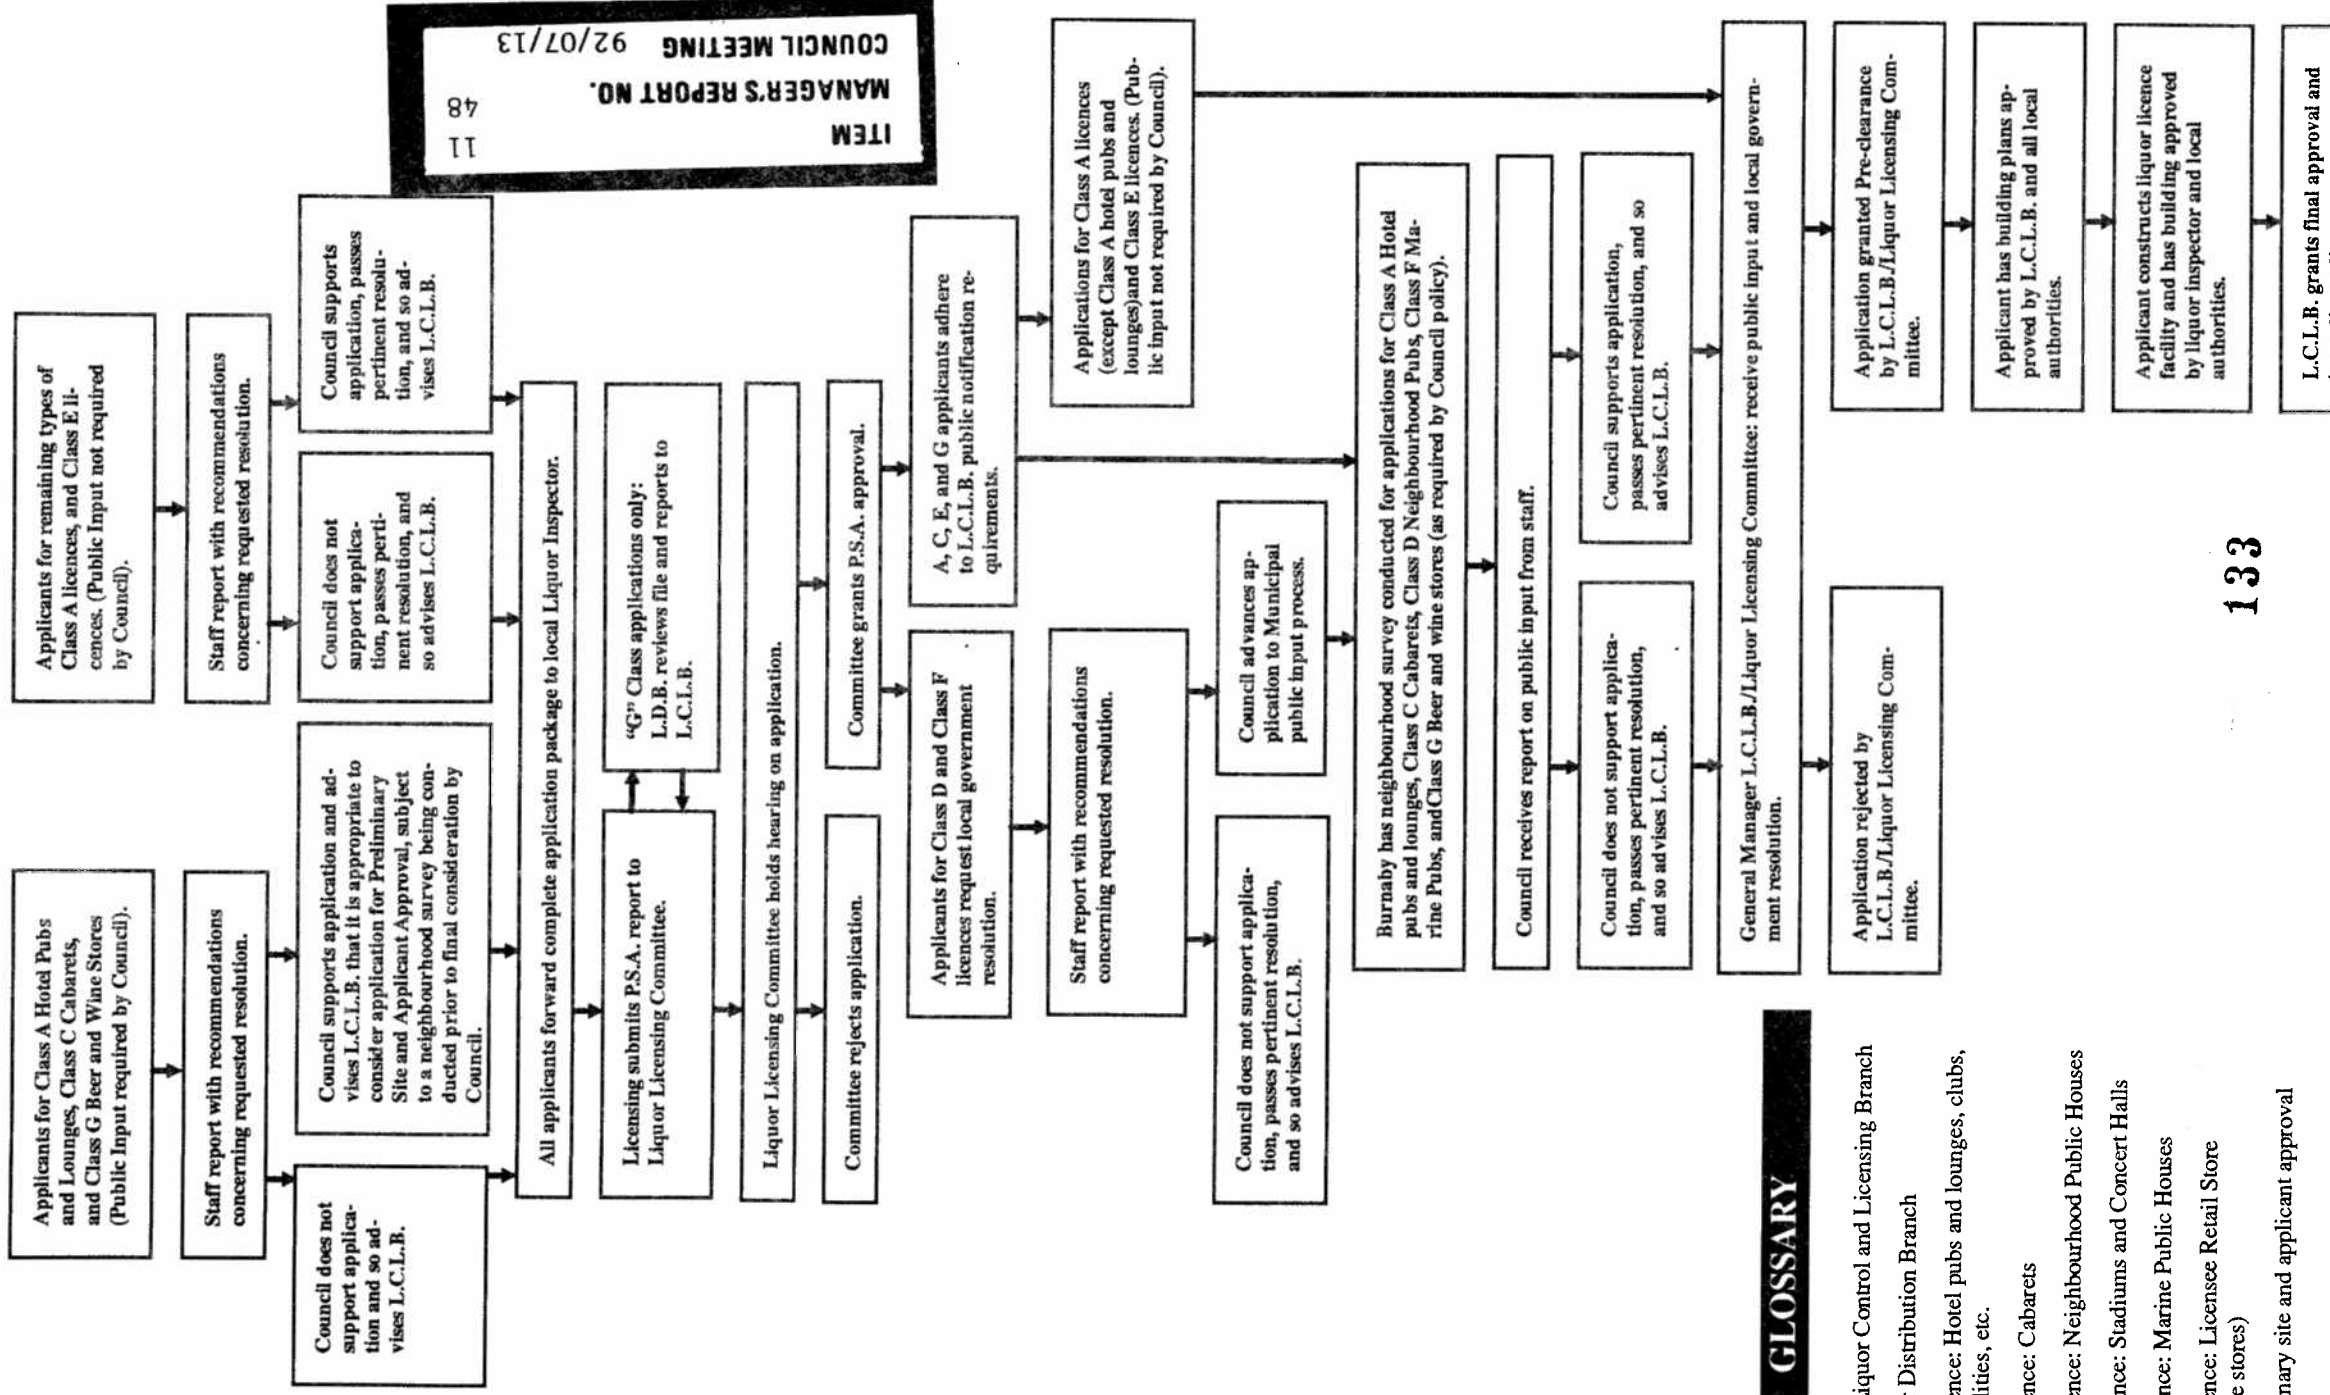 Applicants for Class A Hotel Pubs
and Lounges, Class C Cabarets,
and Class G Beer and Wine Stores
(Public Input required by Council).
Applicants for remaining types of
Class A licences, and Class E li-
cences. (Public Input not required
by Council).
Staff report with recommendations
concerning requested resolution.
Staff report with recommendations
concerning requested resolution.
Council does not
support applica-
tion and so ad-
vises L.C.L.B.
Council supports application and ad-
vises L.C.L.B. that it is appropriate to
consider application for Preliminary
Site and Applicant Approval, subject
to a neighbourhood survey being con-
ducted prior to final consideration by
Council.
Council does not
support applica-
tion, passes perti-
nent resolution, and
so advises L.C.L.B.
Council supports
application, passes
pertinent resolu-
tion, and so ad-
vises L.C.L.B.
ITEM 11
MANAGER'S REPORT NO. 48
COUNCIL MEETING 92/07/13
All applicants forward complete application package to local Liquor Inspector.
Licensing submits P.S.A. report to
Liquor Licensing Committee.
"G" Class applications only:
L.D.B. reviews file and reports to
L.C.L.B.
Liquor Licensing Committee holds hearing on application.
Committee rejects application.
Committee grants P.S.A. approval.
Applicants for Class D and Class F
licences request local government
resolution.
A, C, E, and G applicants adhere
to L.C.L.B. public notification re-
quirements.
Staff report with recommendations
concerning requested resolution.
Applications for Class A licences
(except Class A hotel pubs and
lounges)and Class E licences. (Pub-
lic input not required by Council).
Council does not support applica-
tion, passes pertinent resolution,
and so advises L.C.L.B.
Council advances ap-
plication to Municipal
public input process.
Burnaby has neighbourhood survey conducted for applications for Class A Hotel
pubs and lounges, Class C Cabarets, Class D Neighbourhood Pubs, Class F Ma-
rine Pubs, andClass G Beer and wine stores (as required by Council policy).
Council receives report on public input from staff.
Council does not support applica-
tion, passes pertinent resolution,
and so advises L.C.L.B.
Council supports application,
passes pertinent resolution, and so
advises L.C.L.B.
General Manager L.C.L.B./Liquor Licensing Committee: receive public input and local govern-
ment resolution.
Application rejected by
L.C.L.B./Liquor Licensing Com-
mittee.
Application granted Pre-clearance
by L.C.L.B./Liquor Licensing Com-
mittee.
Applicant has building plans ap-
proved by L.C.L.B. and all local
authorities.
Applicant constructs liquor licence
facility and has building approved
by liquor inspector and local
authorities.
L.C.L.B. grants final approval and
GLOSSARY
Liquor Control and Licensing Branch
Distribution Branch
Hotel pubs and lounges, clubs,
etc.
Cabarets
Neighbourhood Public Houses
Stadiums and Concert Halls
Marine Public Houses
Licensee Retail Store
stores)
site and applicant approval
133